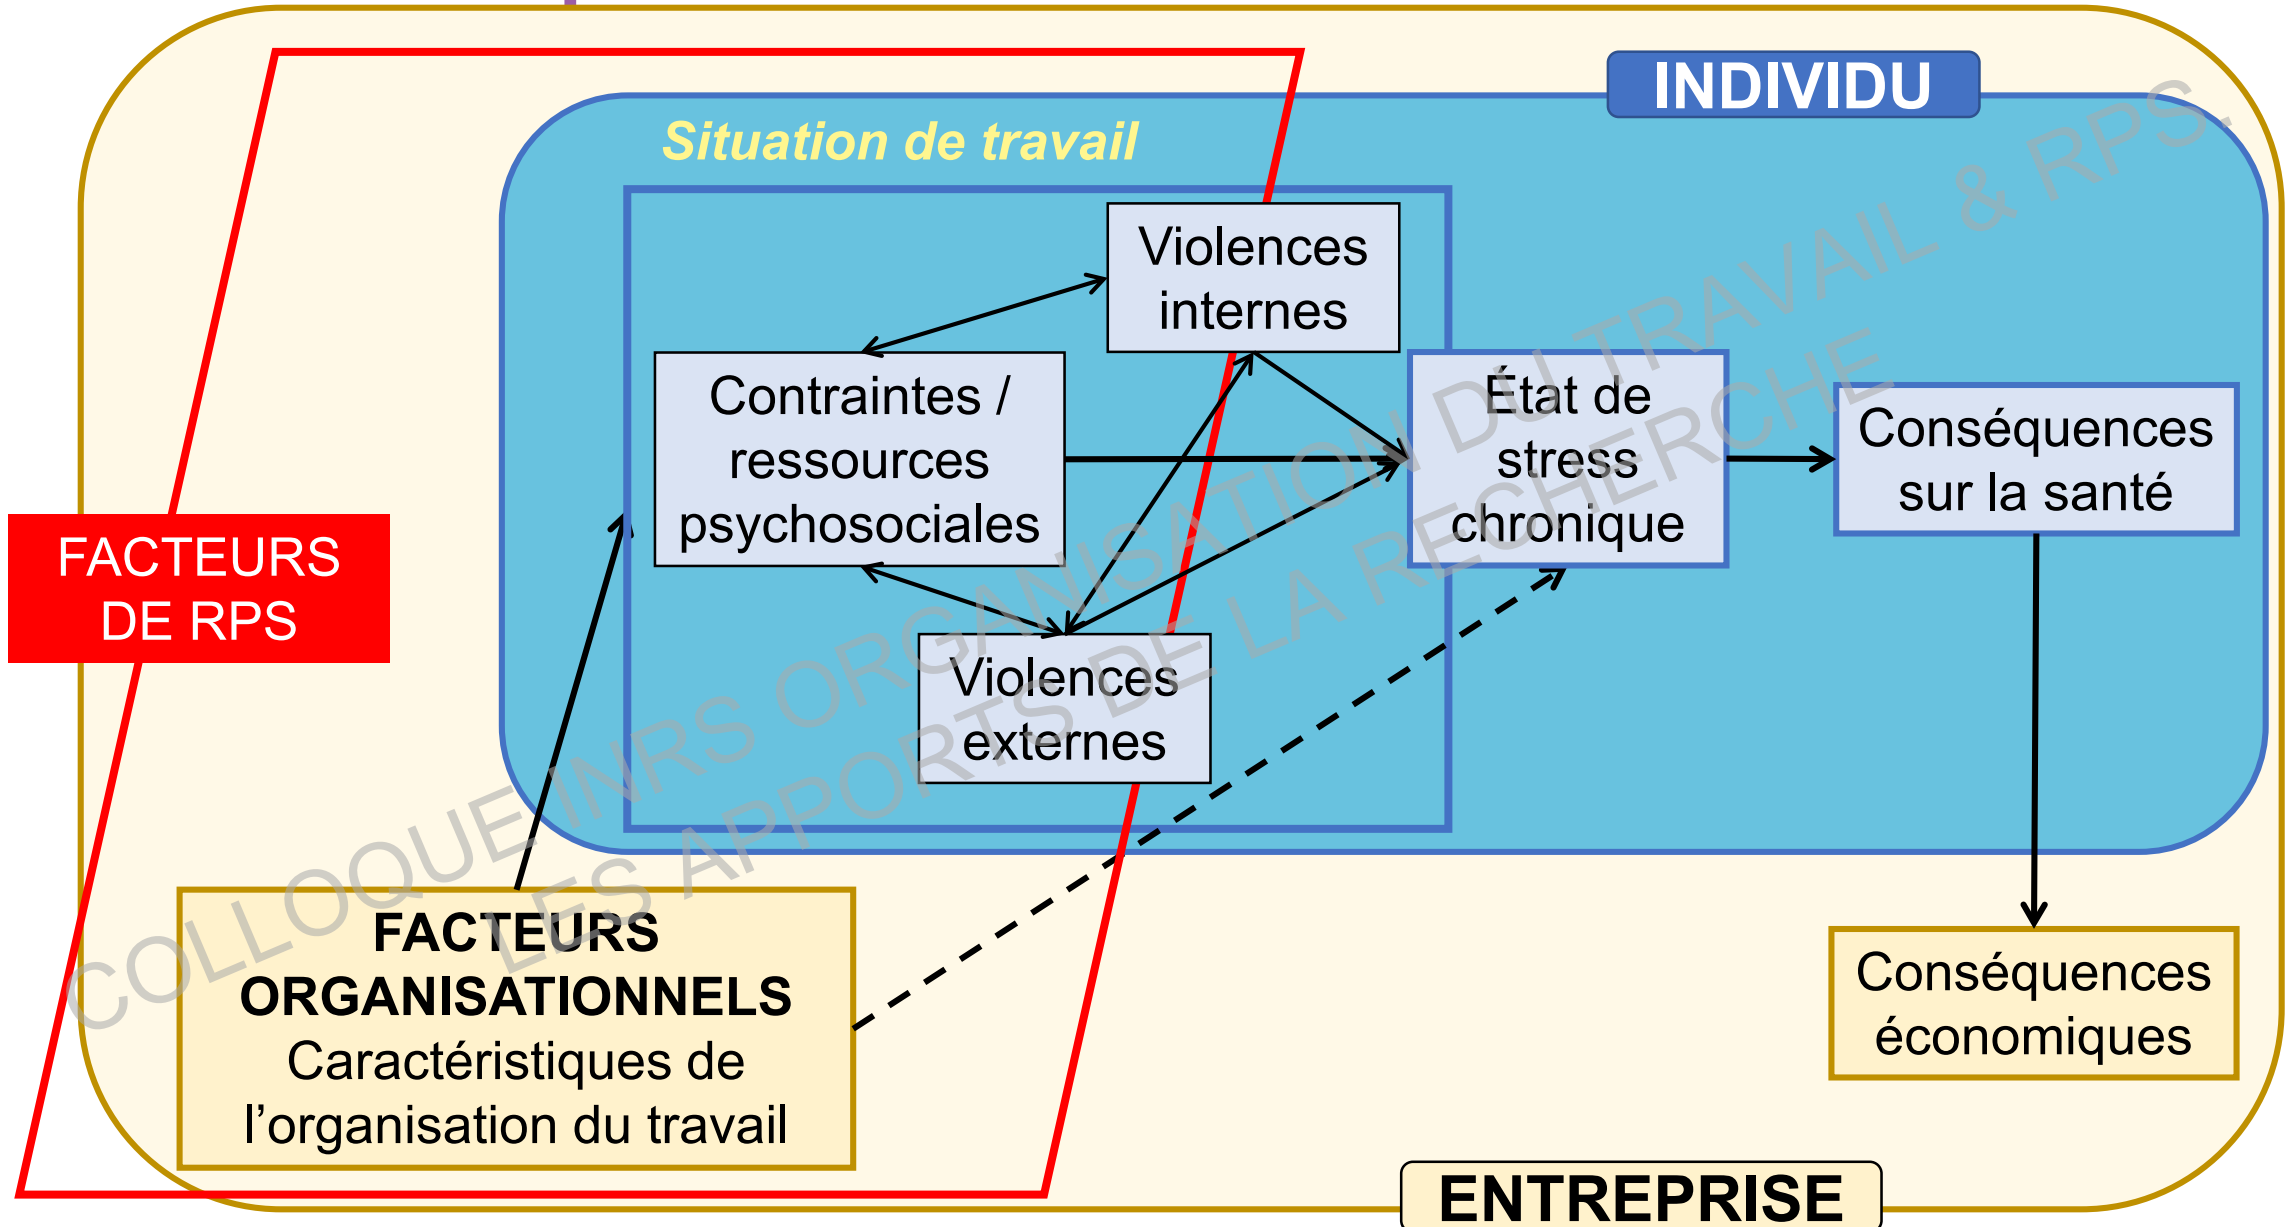 INDIVIDU
Situation de travail
Violences
internes
Contraintes /
ressources
psychosociales
État de
stress
chronique
Conséquences
sur la santé
FACTEURS
DE RPS
Violences
externes
FACTEURS
ORGANISATIONNELS
Caractéristiques de
l’organisation du travail
Conséquences
économiques
ENTREPRISE
COLLOQUE INRS ORGANISATION DU TRAVAIL & RPS.
LES APPORTS DE LA RECHERCHE